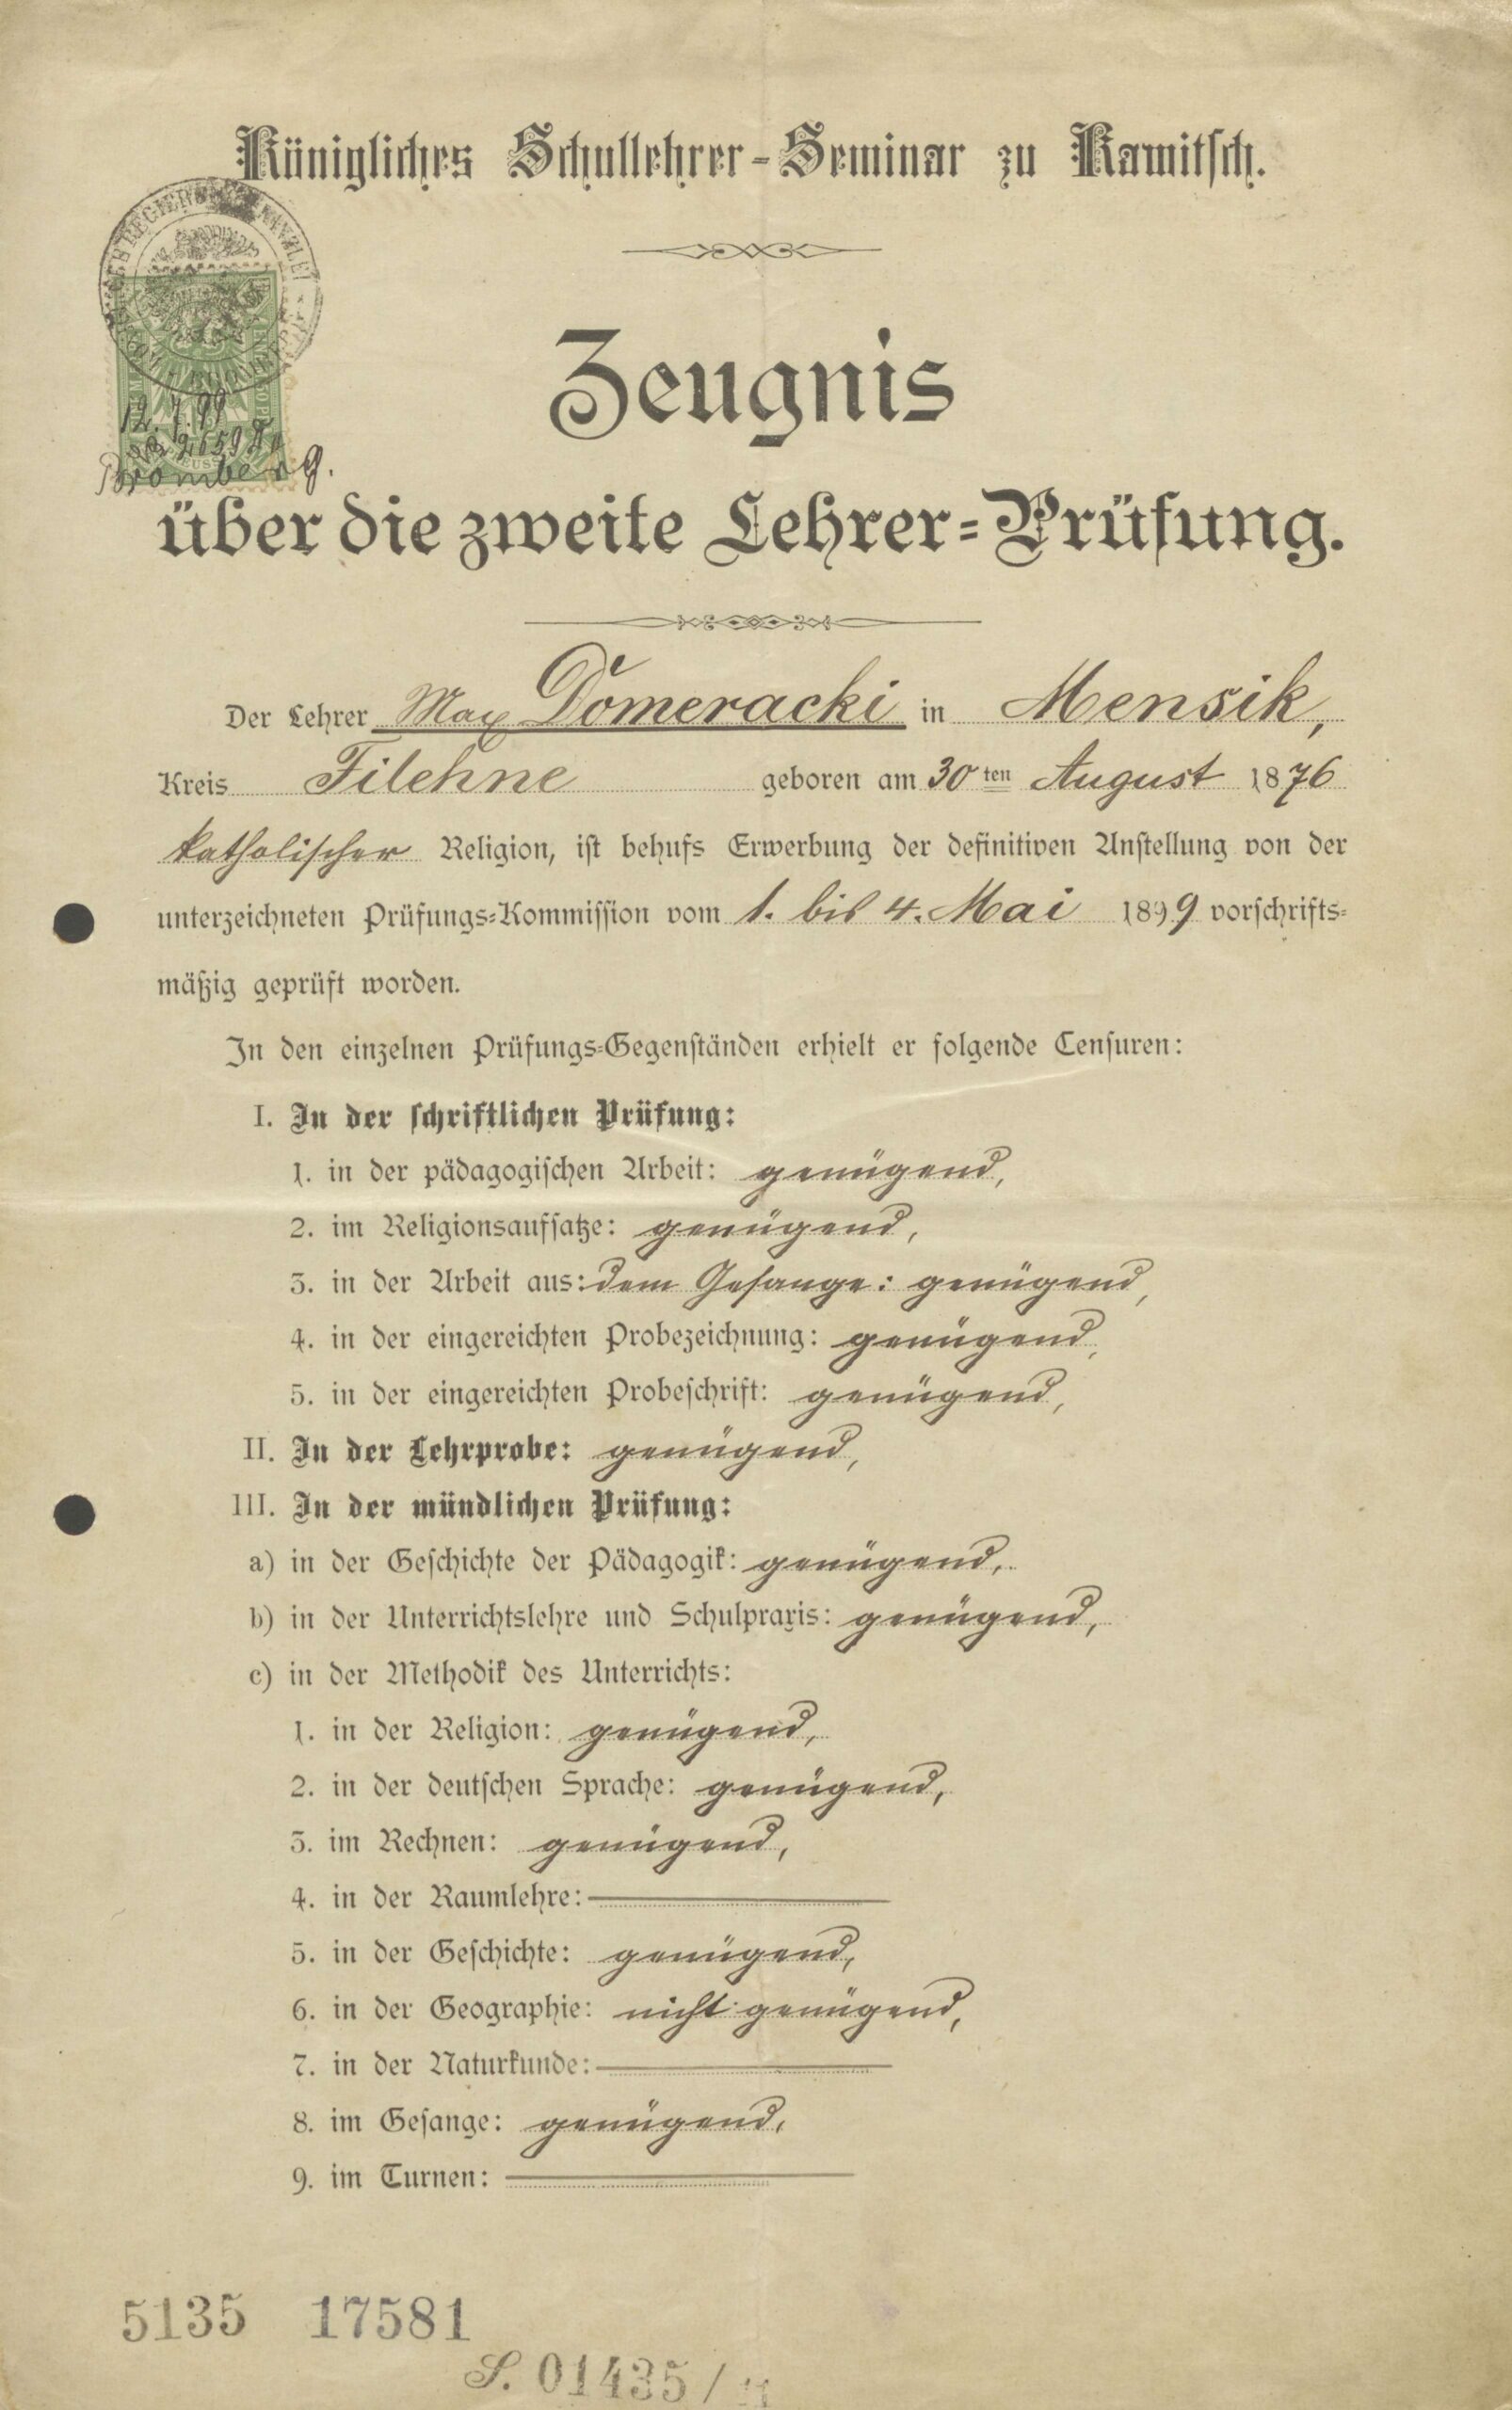 Königliches Schullehrer-Seminar zu Rawitsch.
Zeugnis
12. 7. 99
Bromberg.
über die zweite Lehrer-Prüfung.
Der Lehrer Max Domeracki in Mensik,
Kreis Filehne geboren am 30ten August 1876
katholischer Religion, ist behufs Erwerbung der definitiven Anstellung von der
unterzeichneten Prüfungs-Kommission vom 1. bis 4. Mai 1899 vorschrifts-
mäßig geprüft worden.
In den einzelnen Prüfungs-Gegenständen erhielt er folgende Censuren:
I. In der schriftlichen Prüfung:
1. in der pädagogischen Arbeit: genügend,
2. im Religionsaufsatze: genügend,
3. in der Arbeit aus: dem Gesange: genügend,
4. in der eingereichten Probezeichnung: genügend,
5. in der eingereichten Probeschrift: genügend,
II. In der Lehrprobe: genügend,
III. In der mündlichen Prüfung:
a) in der Geschichte der Pädagogik: genügend,
b) in der Unterrichtslehre und Schulpraxis: genügend,
c) in der Methodik des Unterrichts:
1. in der Religion: genügend,
2. in der deutschen Sprache: genügend,
3. im Rechnen: genügend,
4. in der Raumlehre:
5. in der Geschichte: genügend,
6. in der Geographie: nicht genügend,
7. in der Naturkunde:
8. im Gesange: genügend,
9. im Turnen:
5135 17581
S. 01435 /